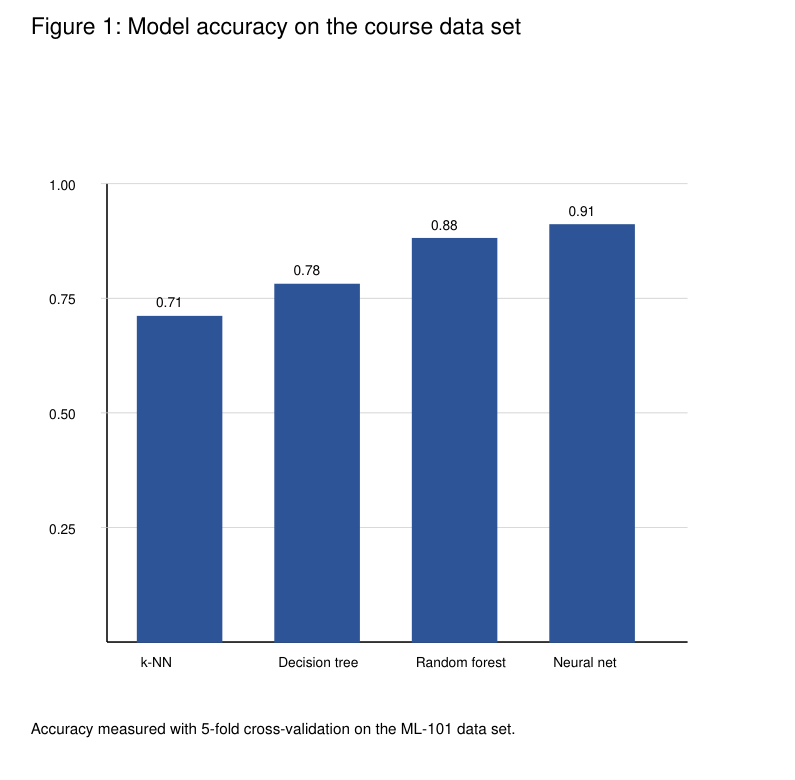 Figure 1: Model accuracy on the course data set
1.00
0.75
0.50
0.25
0.71
0.78
0.88
0.91
k-NN
Decision tree
Random forest
Neural net
Accuracy measured with 5-fold cross-validation on the ML-101 data set.